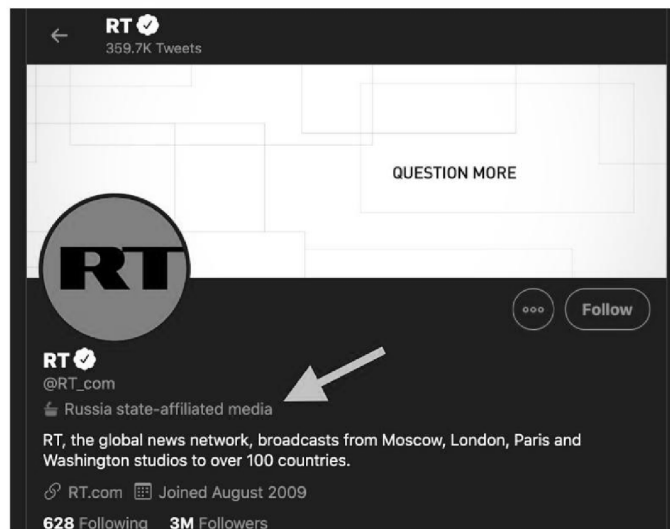 RT
359.7K Tweets
QUESTION MORE
RT
Follow
RT
@RT_com
Russia state-affiliated media
RT, the global news network, broadcasts from Moscow, London, Paris and
Washington studios to over 100 countries.
RT.com Joined August 2009
628 Following 3M Followers